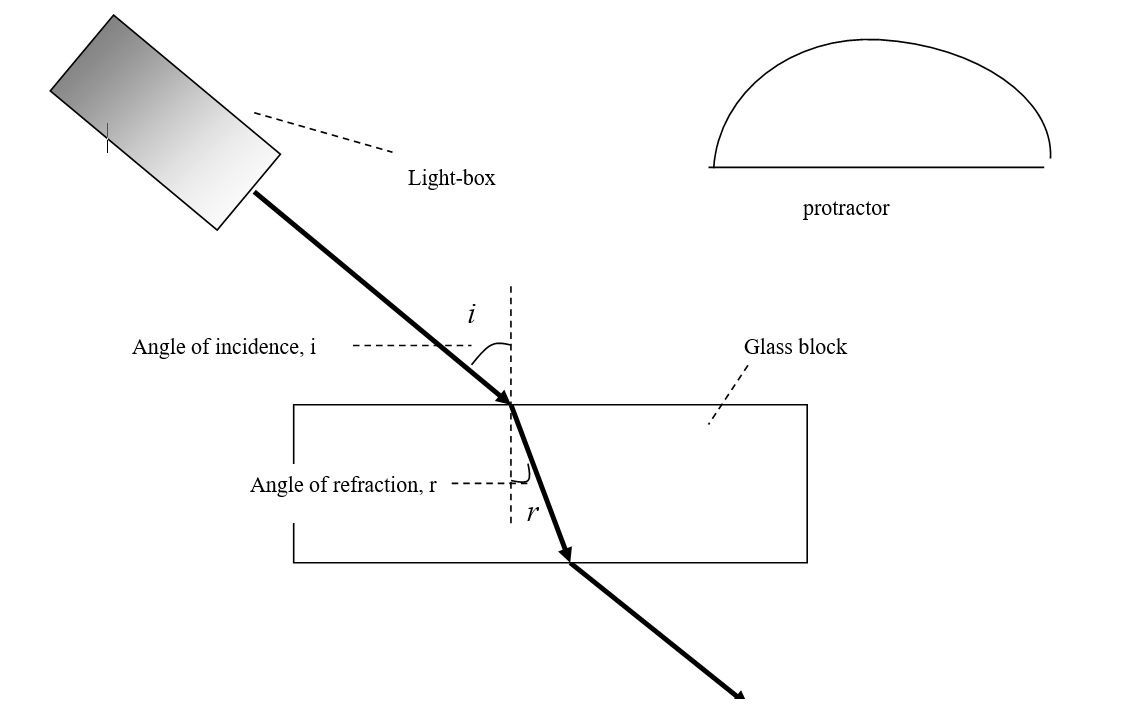 Light-box
protractor
i
Angle of incidence, i
Glass block
Angle of refraction, r
r